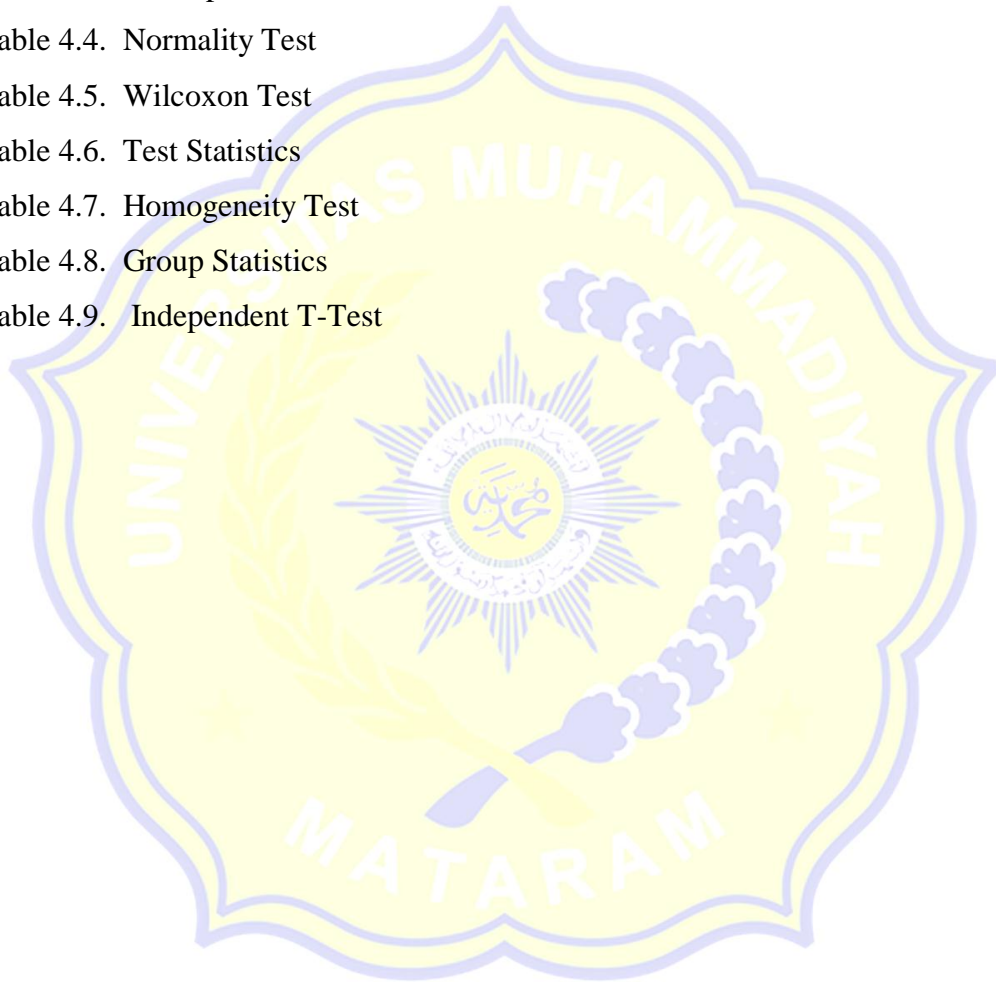 able 4.4. Normality Test
able 4.5. Wilcoxon Test
able 4.6. Test Statistics
able 4.7. Homogeneity Test
able 4.8. Group Statistics
able 4.9. Independent T-Test
UNIVERSITAS MUHAMMADIYAH
MATARAM